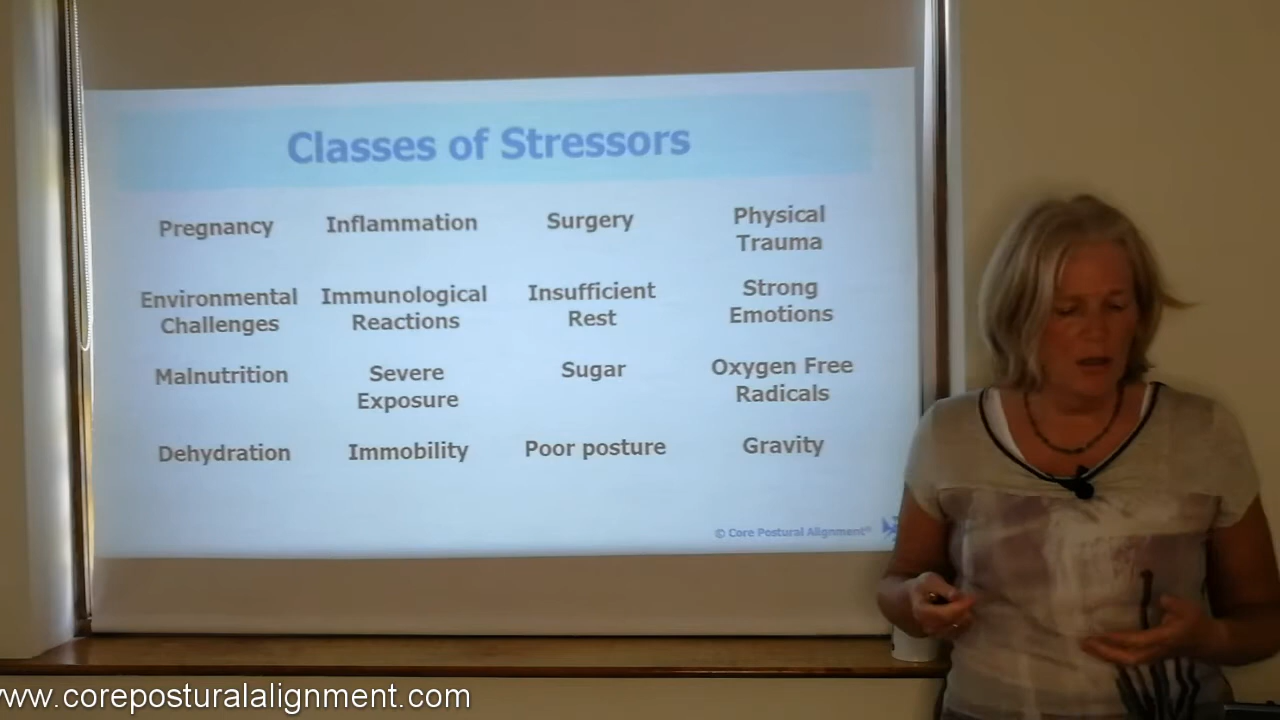 Classes of Stressors
Pregnancy
Inflammation
Surgery
Physical
Trauma
Environmental
Challenges
Immunological
Reactions
Insufficient
Rest
Strong
Emotions
Malnutrition
Severe
Exposure
Sugar
Oxygen Free
Radicals
Dehydration
Immobility
Poor posture
Gravity
© Core Postural Alignment®
www.coreposturalalignment.com